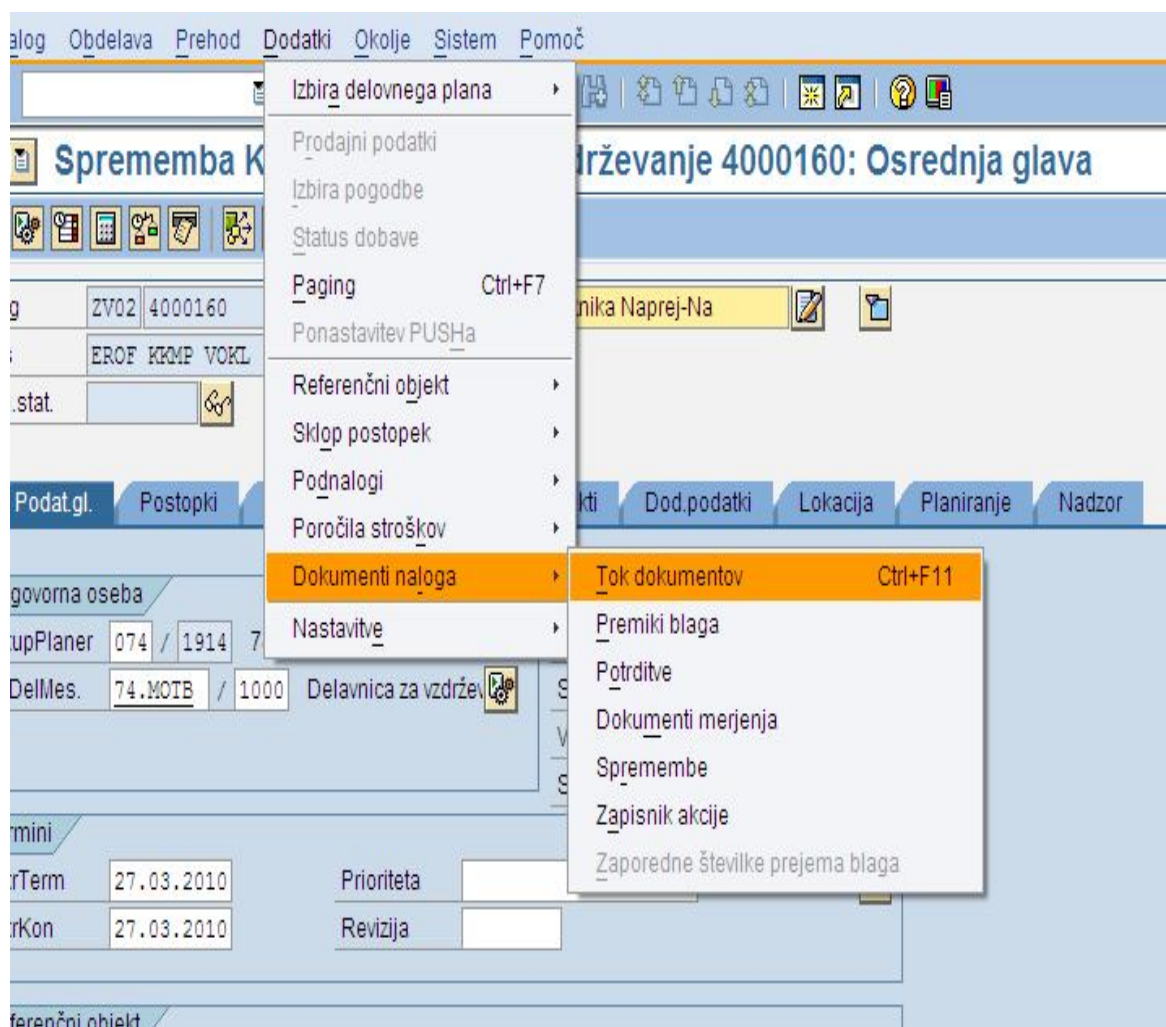 alog Obdelava Prehod Dodatki Okolje Sistem Pomoč
Izbira delovnega plana
Prodajni podatki
Sprememba K
rževanje 4000160: Osrednja glava
Izbira pogodbe
Status dobave
Paging Ctrl+F7
g ZV02 4000160
nika Naprej-Na
Ponastavitev PUSHa
EROF KKMP VOKL
Referenčni objekt
.stat.
Sklop postopek
Podnalogi
Podat.gl. Postopki kti Dod.podatki Lokacija Planiranje Nadzor
Poročila stroškov
Dokumenti naloga
Tok dokumentov Ctrl+F11
govorna oseba
Nastavitve
Premiki blaga
upPlaner 074 / 1914 7
Potrditve
DelMes. 74.MOTB / 1000 Delavnica za vzdržev
S
Dokumenti merjenja
V
Spremembe
S
Zapisnik akcije
rmini
Zaporedne številke prejema blaga
rTerm 27.03.2010 Prioriteta
rKon 27.03.2010 Revizija
ferenčni objekt